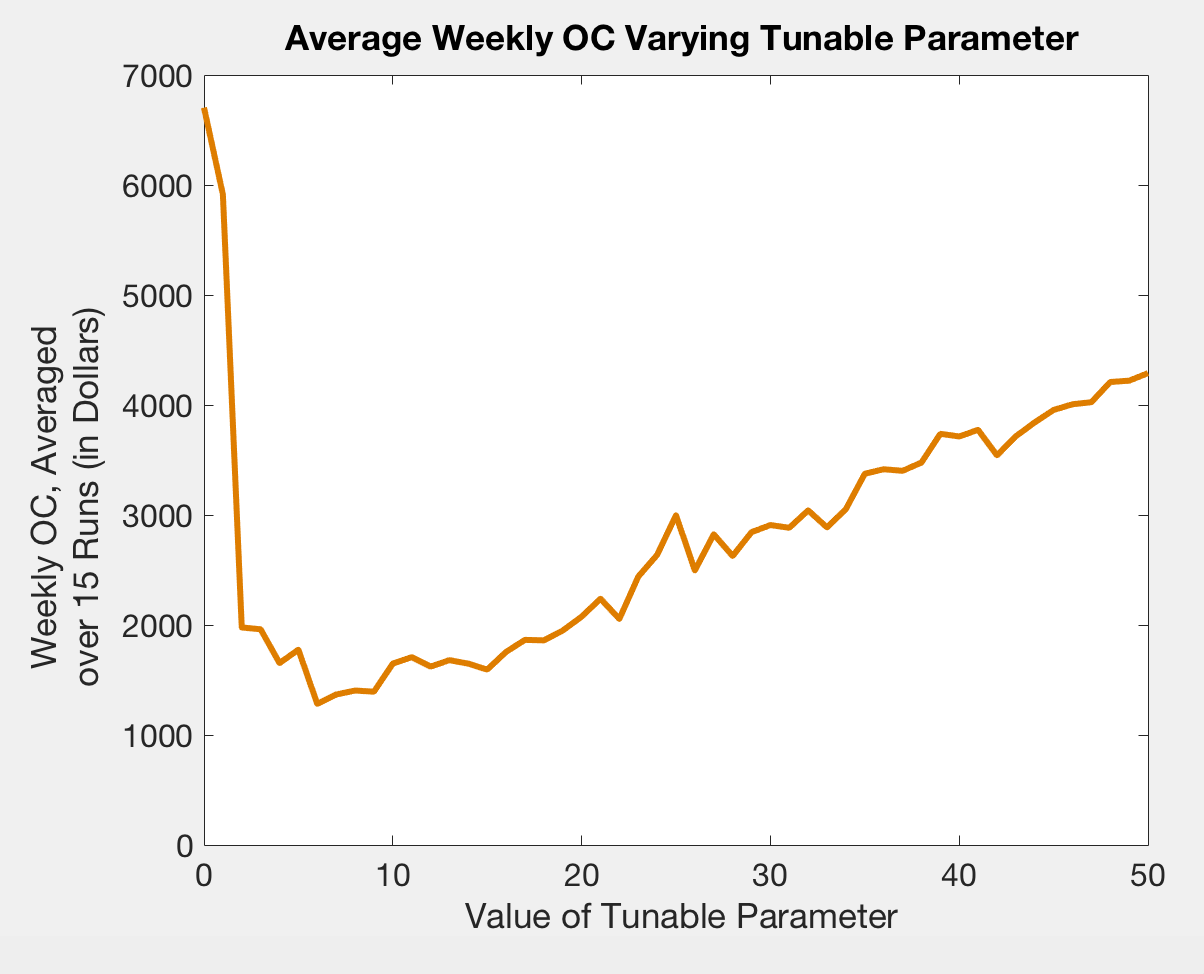 Average Weekly OC Varying Tunable Parameter
7000
6000
5000
4000
3000
2000
1000
0
Weekly OC, Averaged
over 15 Runs (in Dollars)
0 10 20 30 40 50
Value of Tunable Parameter